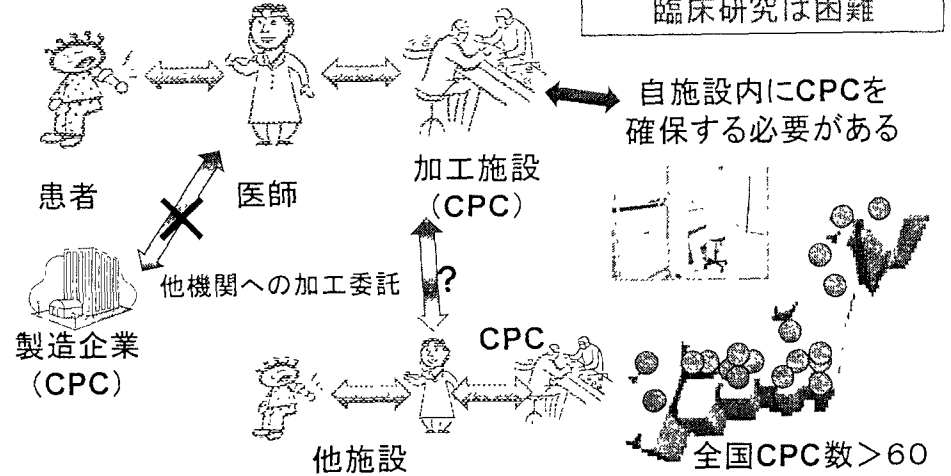 臨床研究は困難
自施設内にCPCを
確保する必要がある
患者
医師
加工施設
(CPC)
他機関への加工委託
?
製造企業
(CPC)
CPC
他施設
全国CPC数>60